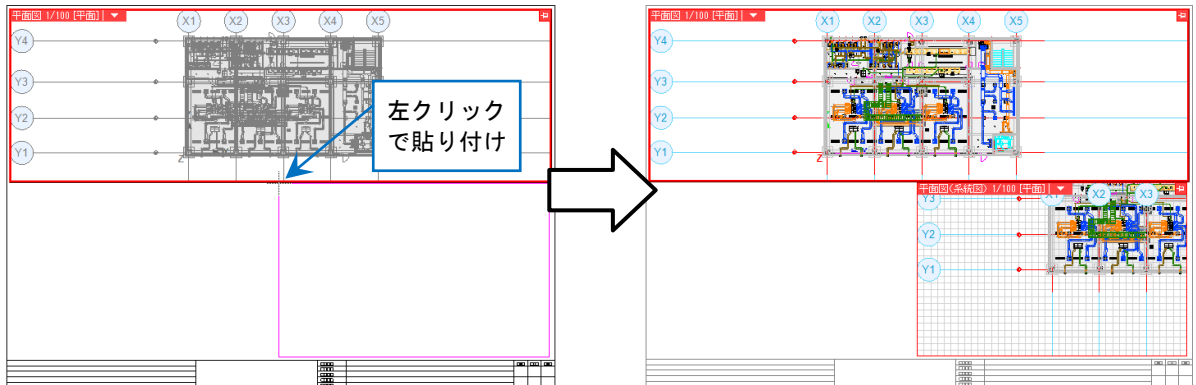 平面図 1/100 [平面]
X1 X2 X3 X4 X5
Y4
Y3
Y2
Y1
Z
左クリック
で貼り付け
平面図 1/100 [平面]
X1 X2 X3 X4 X5
Y4
Y3
Y2
Y1
Z
平面図(系統図) 1/100 [平面]
X1 X2 X3
Y3
Y2
Y1